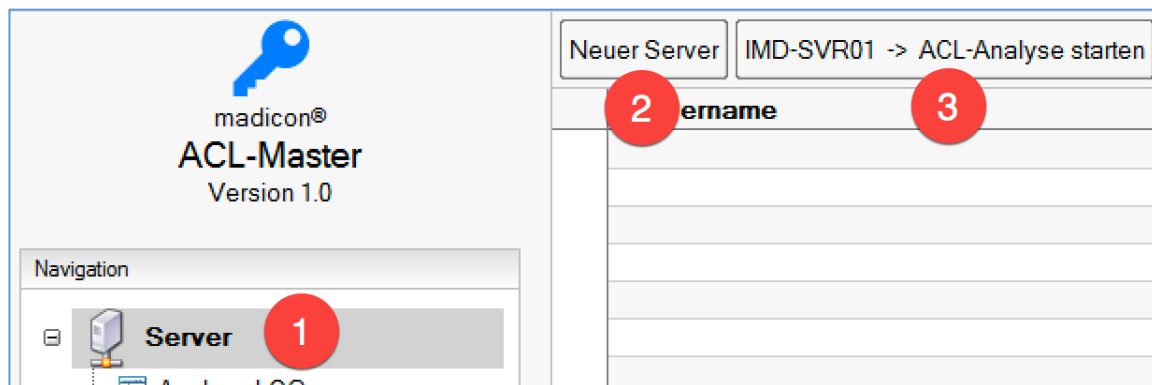 madicon®
ACL-Master
Version 1.0
Navigation
Server
1
Neuer Server
IMD-SVR01 -> ACL-Analyse starten
2
ername
3